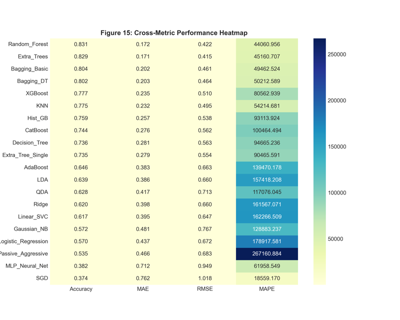 Figure 15: Cross-Metric Performance Heatmap
Random_Forest 0.831 0.172 0.422 44060.956
Extra_Trees 0.829 0.171 0.415 45160.707
Bagging_Basic 0.804 0.202 0.461 49462.524
Bagging_DT 0.802 0.203 0.464 50212.589
XGBoost 0.777 0.235 0.510 80562.939
KNN 0.775 0.232 0.495 54214.681
Hist_GB 0.759 0.257 0.538 93113.924
CatBoost 0.744 0.276 0.562 100464.494
Decision_Tree 0.736 0.281 0.563 94665.236
Extra_Tree_Single 0.735 0.279 0.554 90465.591
AdaBoost 0.646 0.383 0.663 139470.178
LDA 0.639 0.386 0.660 157418.208
QDA 0.628 0.417 0.713 117076.045
Ridge 0.620 0.398 0.660 161567.071
Linear_SVC 0.617 0.395 0.647 162266.509
Gaussian_NB 0.572 0.481 0.767 128883.237
ogistic_Regression 0.570 0.437 0.672 178917.581
Passive_Aggressive 0.535 0.466 0.683 267160.884
MLP_Neural_Net 0.382 0.712 0.949 61958.549
SGD 0.374 0.762 1.018 18559.170
Accuracy MAE RMSE MAPE
250000
200000
150000
100000
50000